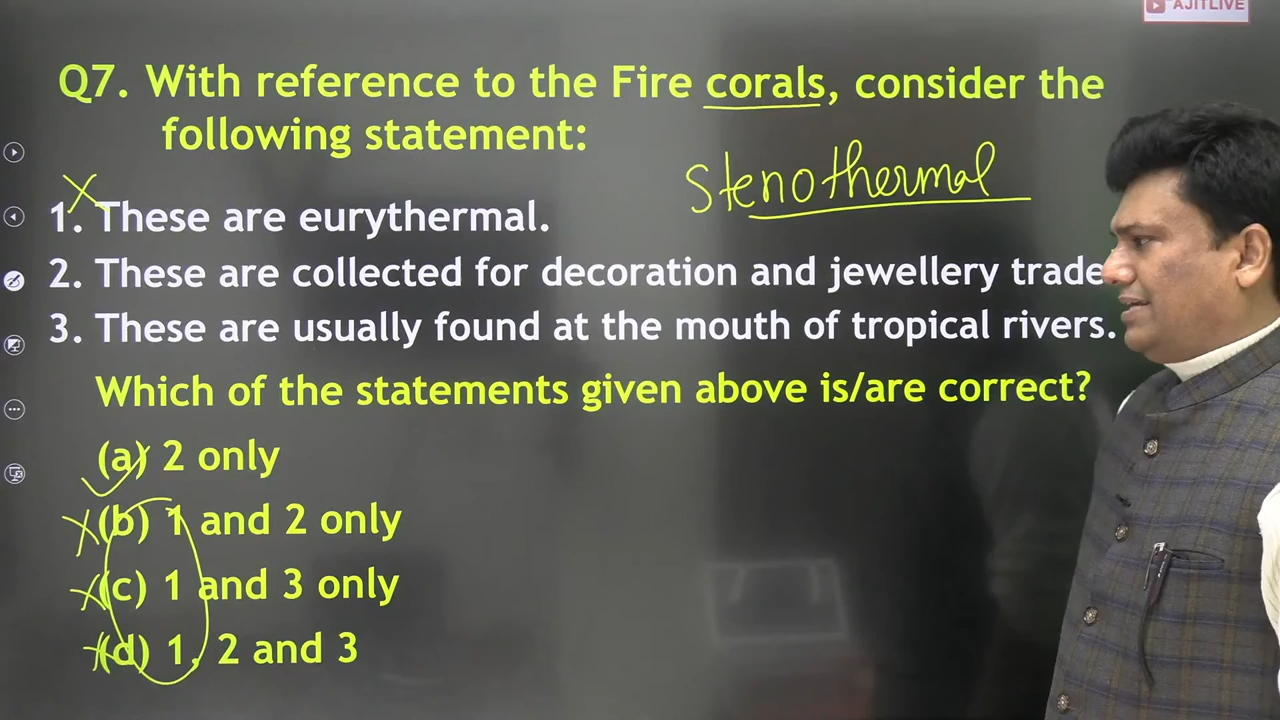 AJITLIVE
Q7. With reference to the Fire corals, consider the
following statement:
Stenothermal
1. These are eurythermal.
2. These are collected for decoration and jewellery trade
3. These are usually found at the mouth of tropical rivers.
Which of the statements given above is/are correct?
(a) 2 only
(b) 1 and 2 only
(c) 1 and 3 only
(d) 1, 2 and 3